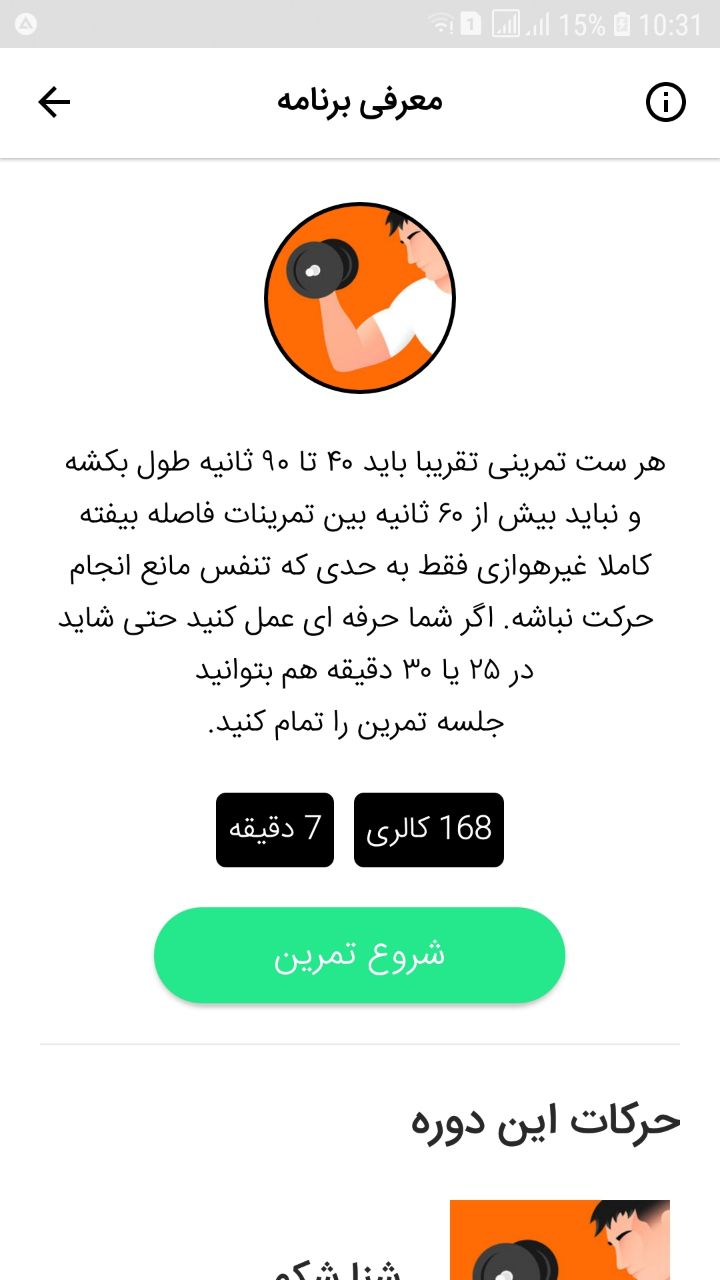 15% 10:31
1
معرفی برنامه
هر ست تمرینی تقریبا باید ۴۰ تا ۹۰ ثانیه طول بکشه
و نباید بیش از ۶۰ ثانیه بین تمرینات فاصله بیفته
کاملا غیرهوازی فقط به حدی که تنفس مانع انجام
حرکت نباشه. اگر شما حرفه ای عمل کنید حتی شاید
در ۲۵ یا ۳۰ دقیقه هم بتوانید
جلسه تمرین را تمام کنید.
168 کالری
7 دقیقه
شروع تمرین
حرکات این دوره